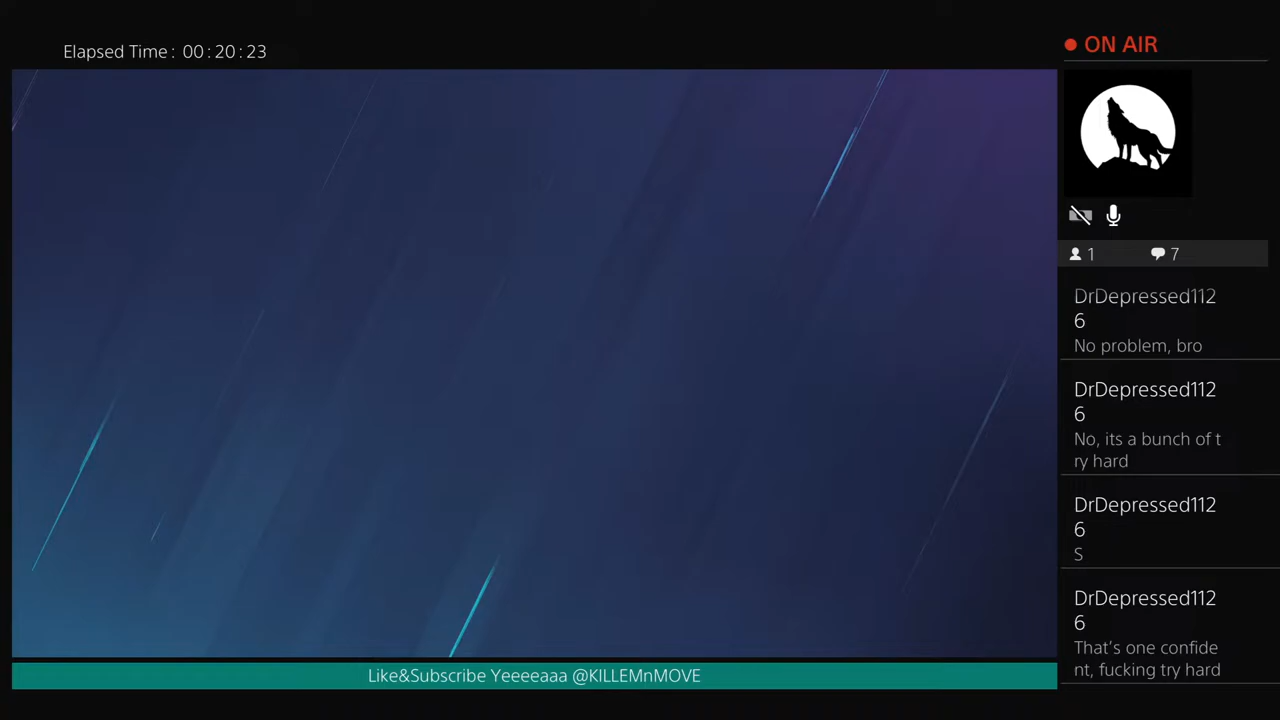 Elapsed Time: 00:20:23
ON AIR
1 7
DrDepressed112
6
No problem, bro
DrDepressed112
6
No, its a bunch of t
ry hard
DrDepressed112
6
S
DrDepressed112
6
That's one confide
nt, fucking try hard
Like&Subscribe Yeeeeaaa @KILLEMnMOVE